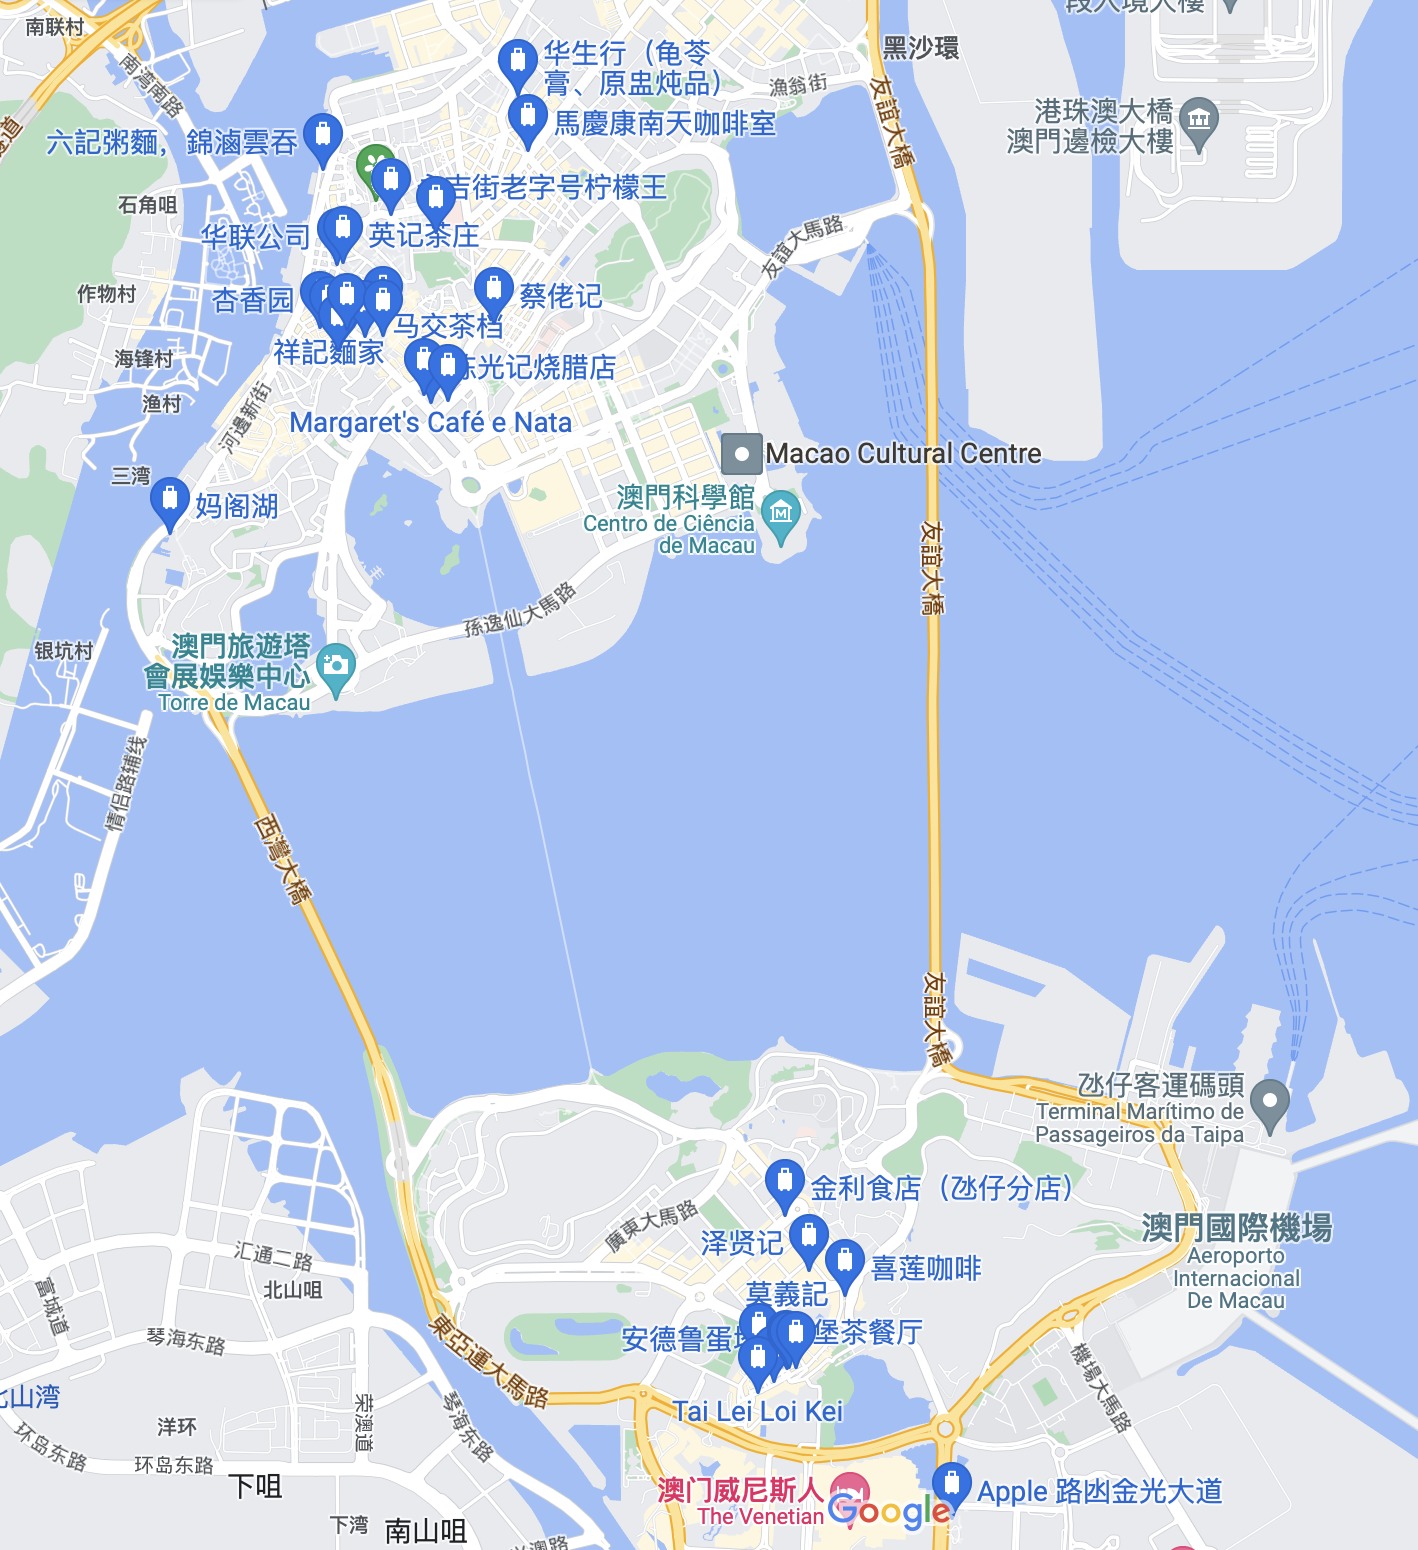 南联村
南湾南路
华生行（龟苓
膏、原盅炖品）
黑沙環
漁翁街
友誼大橋
港珠澳大橋
澳門邊檢大樓
馬慶康南天咖啡室
六記粥麵，錦滷雲吞
吉街老字号柠檬王
石角咀
华联公司
英记茶庄
友誼大馬路
作物村
杏香园
蔡佬记
马交茶档
祥記麵家
海锋村
光记烧腊店
渔村
河邊新街
Margaret's Café e Nata
Macao Cultural Centre
三湾
妈阁湖
澳門科學館
Centro de Ciência
de Macau
友誼大橋
孫逸仙大馬路
银坑村
澳門旅遊塔
會展娛樂中心
Torre de Macau
情侣路辅线
西灣大橋
友誼大橋
氹仔客運碼頭
Terminal Marítimo de
Passageiros da Taipa
金利食店（氹仔分店）
廣東大馬路
泽贤记
澳門國際機場
Aeroporto
Internacional
De Macau
汇通二路
喜莲咖啡
北山咀
莫義記
富城道
琴海东路
安德鲁蛋
堡茶餐厅
東亞運大馬路
機場大馬路
北山湾
Tai Lei Loi Kei
荣澳道
琴海东路
洋环
环岛东路
环岛东路
下咀
澳门威尼斯人
The Venetian
Google
Apple 路凼金光大道
下湾
南山咀